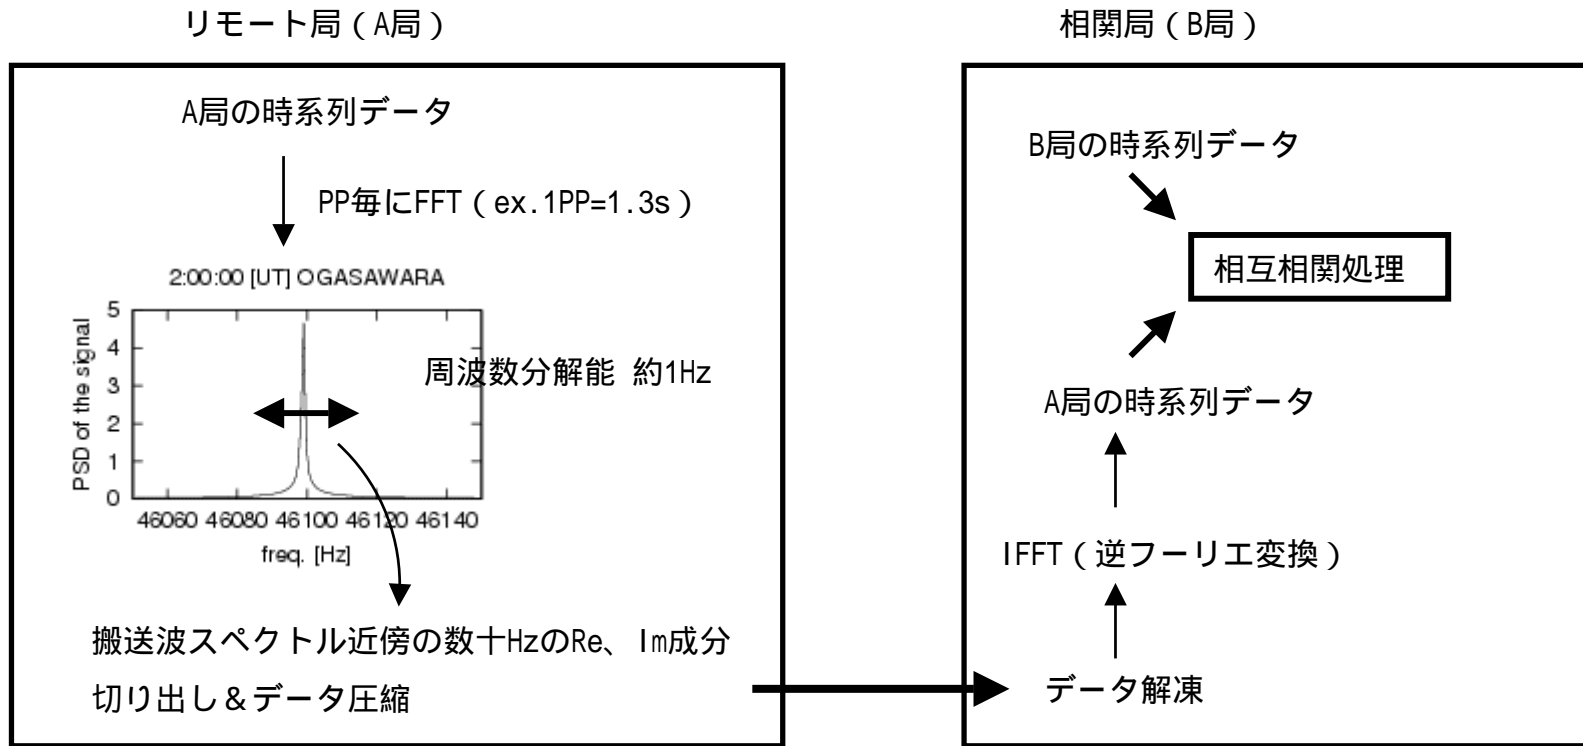 リモート局（A局）
A局の時系列データ
PP毎にFFT（ex.1PP=1.3s）
2:00:00 [UT] OGASAWARA
PSD of the signal
5
4
3
2
1
0
46060 46080 46100 46120 46140
freq. [Hz]
周波数分解能 約1Hz
搬送波スペクトル近傍の数十HzのRe、Im成分
切り出し＆データ圧縮
相関局（B局）
B局の時系列データ
相互相関処理
A局の時系列データ
IFFT（逆フーリエ変換）
データ解凍